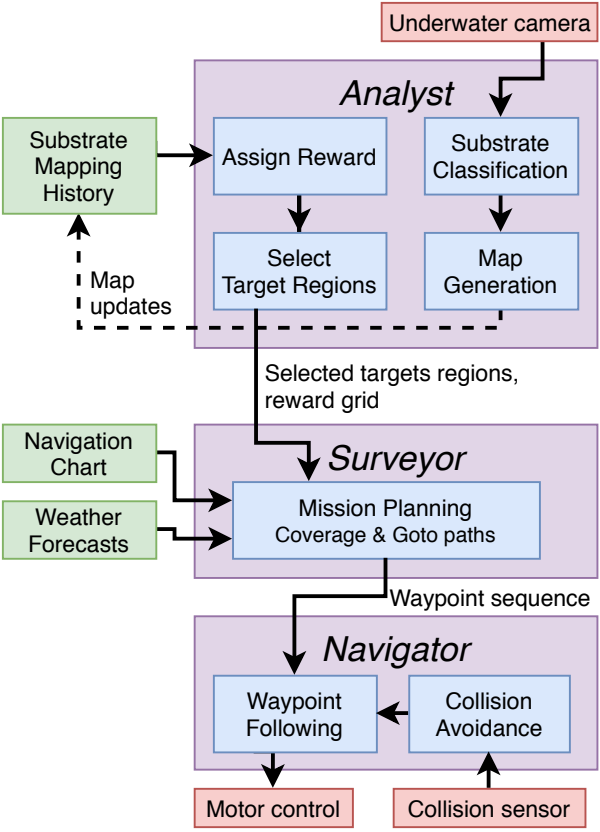 Underwater camera
Analyst
Substrate
Mapping
History
Assign Reward
Substrate
Classification
Select
Target Regions
Map
Generation
Map
updates
Selected targets regions,
reward grid
Navigation
Chart
Surveyor
Weather
Forecasts
Mission Planning
Coverage & Goto paths
Waypoint sequence
Navigator
Waypoint
Following
Collision
Avoidance
Motor control
Collision sensor